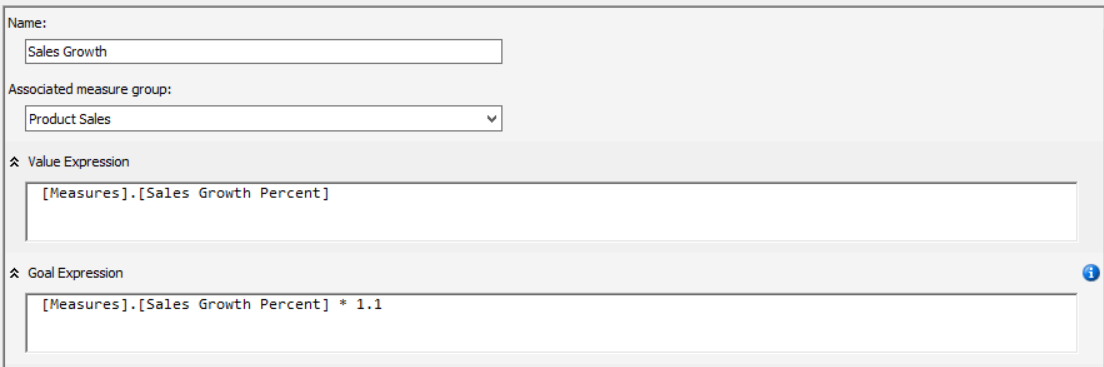 Name:
Sales Growth
Associated measure group:
Product Sales
Value Expression
[Measures].[Sales Growth Percent]
Goal Expression
[Measures].[Sales Growth Percent] * 1.1